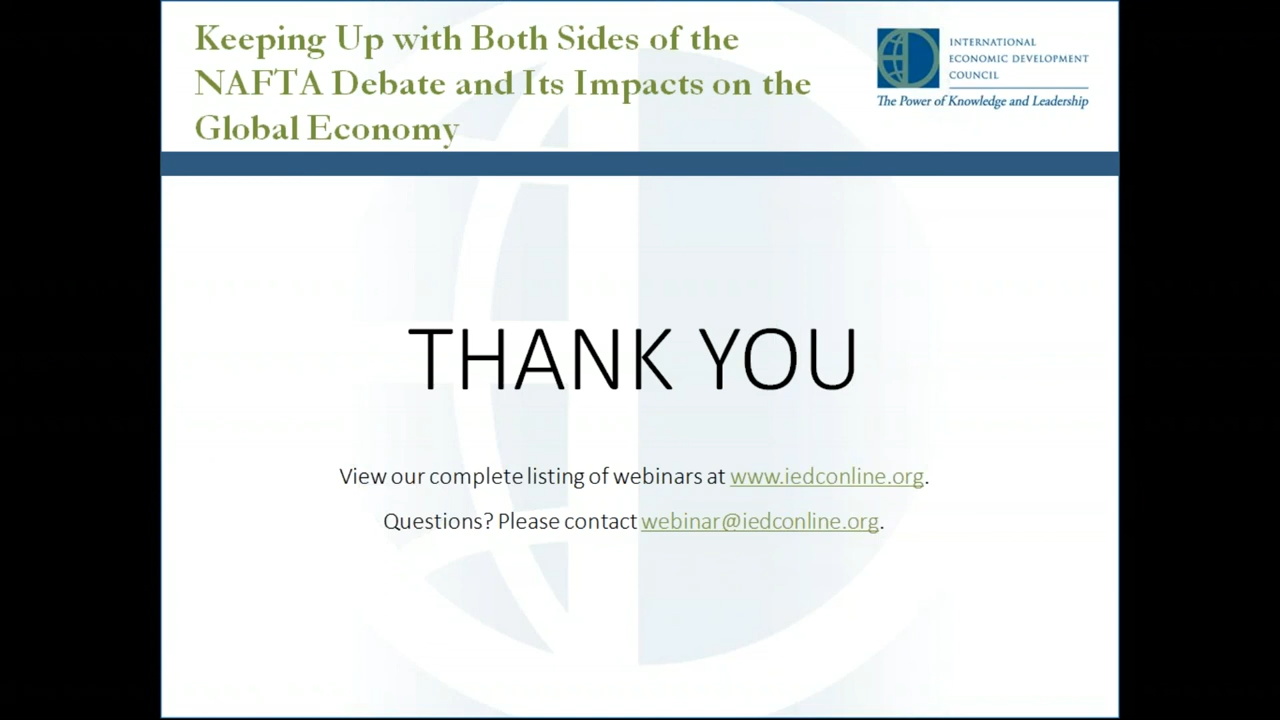 Keeping Up with Both Sides of the
NAFTA Debate and Its Impacts on the
Global Economy
INTERNATIONAL
ECONOMIC DEVELOPMENT
COUNCIL
The Power of Knowledge and Leadership
THANK YOU
View our complete listing of webinars at www.iedconline.org.
Questions? Please contact webinar@iedconline.org.